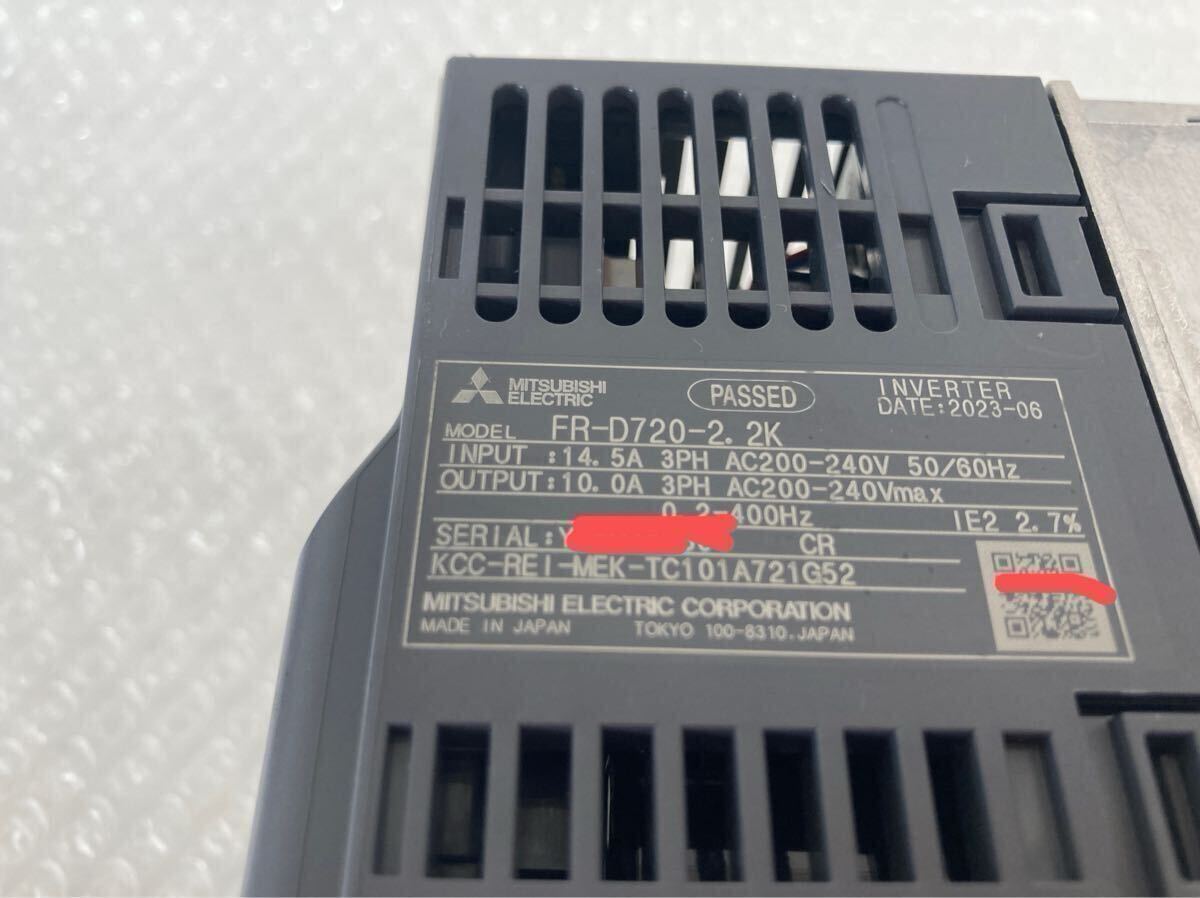 MITSUBISHI ELECTRIC
PASSED
INVERTER
DATE:2023-06
MODEL FR-D720-2.2K
INPUT :14.5A 3PH AC200-240V 50/60Hz
OUTPUT:10.0A 3PH AC200-240Vmax
0.2-400Hz IE2 2.7%
SERIAL:Y CR
KCC-REI-MEK-TC101A721G52
MITSUBISHI ELECTRIC CORPORATION
MADE IN JAPAN TOKYO 100-8310,JAPAN